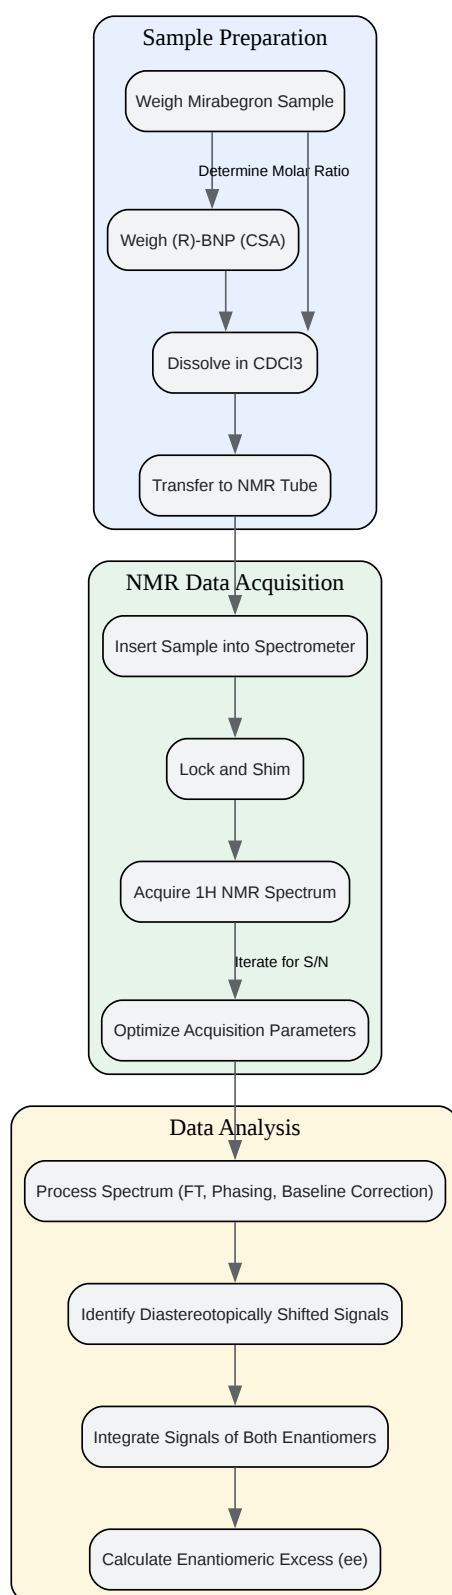 Sample Preparation
Weigh Mirabegron Sample
Determine Molar Ratio
Weigh (R)-BNP (CSA)
Dissolve in CDCl3
Transfer to NMR Tube
NMR Data Acquisition
Insert Sample into Spectrometer
Lock and Shim
Acquire 1H NMR Spectrum
Iterate for S/N
Optimize Acquisition Parameters
Data Analysis
Process Spectrum (FT, Phasing, Baseline Correction)
Identify Diastereotopically Shifted Signals
Integrate Signals of Both Enantiomers
Calculate Enantiomeric Excess (ee)